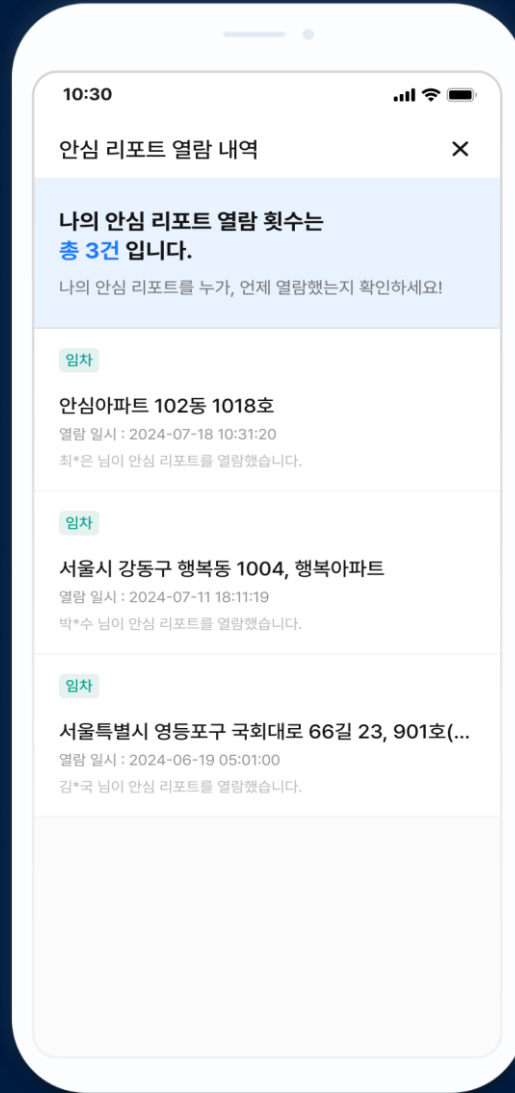 10:30
안심 리포트 열람 내역
나의 안심 리포트 열람 횟수는
총 3건 입니다.
나의 안심 리포트를 누가, 언제 열람했는지 확인하세요!
임차
안심아파트 102동 1018호
열람 일시 : 2024-07-18 10:31:20
최*은 님이 안심 리포트를 열람했습니다.
임차
서울시 강동구 행복동 1004, 행복아파트
열람 일시 : 2024-07-11 18:11:19
박*수 님이 안심 리포트를 열람했습니다.
임차
서울특별시 영등포구 국회대로 66길 23, 901호(...
열람 일시 : 2024-06-19 05:01:00
김*국 님이 안심 리포트를 열람했습니다.